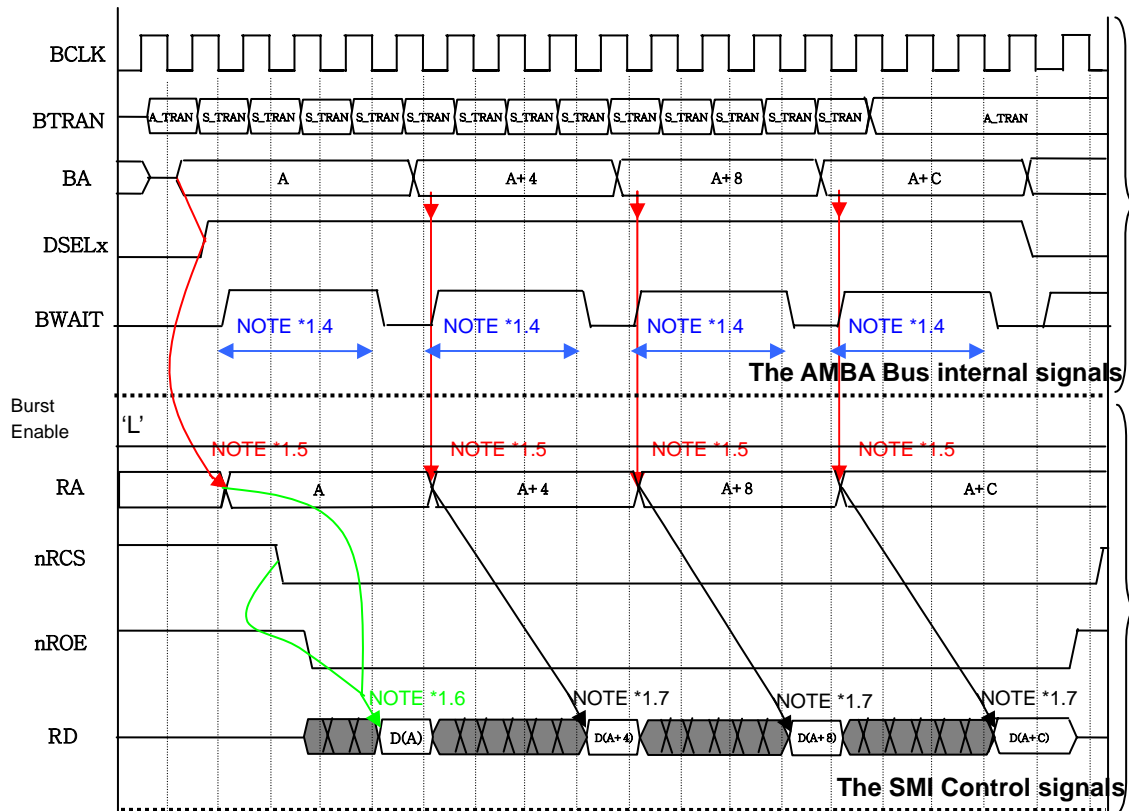 BCLK
BTRAN A_TRAN S_TRAN S_TRAN S_TRAN S_TRAN S_TRAN S_TRAN S_TRAN S_TRAN S_TRAN S_TRAN S_TRAN S_TRAN S_TRAN A_TRAN
BA A A+4 A+8 A+C
DSELx
BWAIT
NOTE *1.4 NOTE *1.4 NOTE *1.4 NOTE *1.4
The AMBA Bus internal signals
Burst
Enable
‘L’
NOTE *1.5 NOTE *1.5 NOTE *1.5 NOTE *1.5
RA A A+4 A+8 A+C
nRCS
nROE
NOTE *1.6 NOTE *1.7 NOTE *1.7 NOTE *1.7
RD D(A) D(A+4) D(A+8) D(A+C)
The SMI Control signals